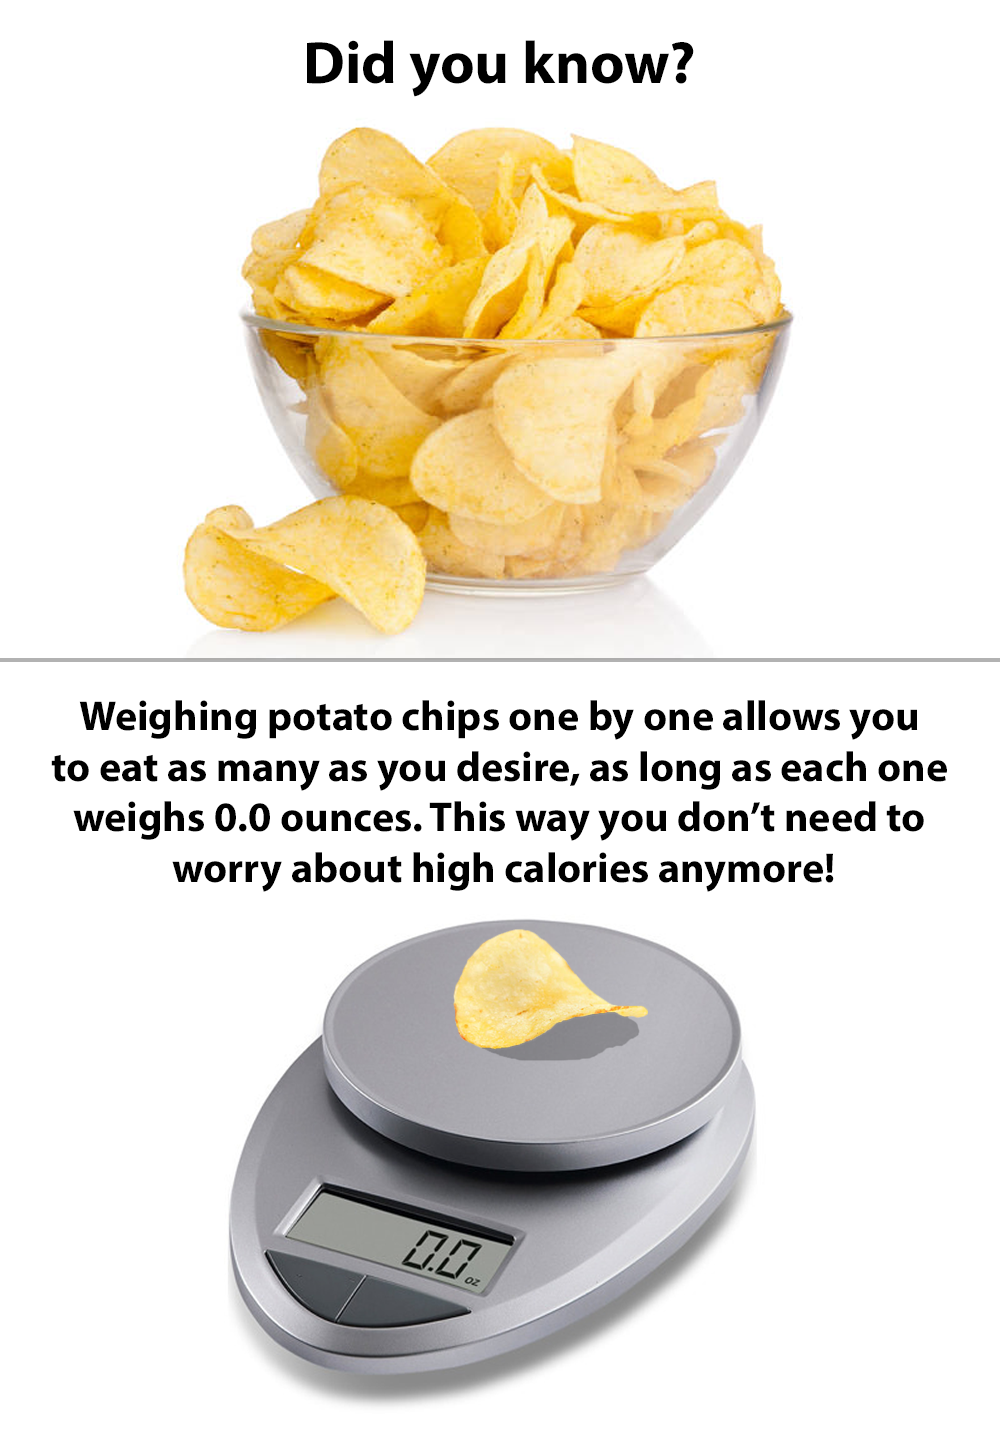 Did you know?
Weighing potato chips one by one allows you
to eat as many as you desire, as long as each one
weighs 0.0 ounces. This way you don’t need to
worry about high calories anymore!
0.0 oz